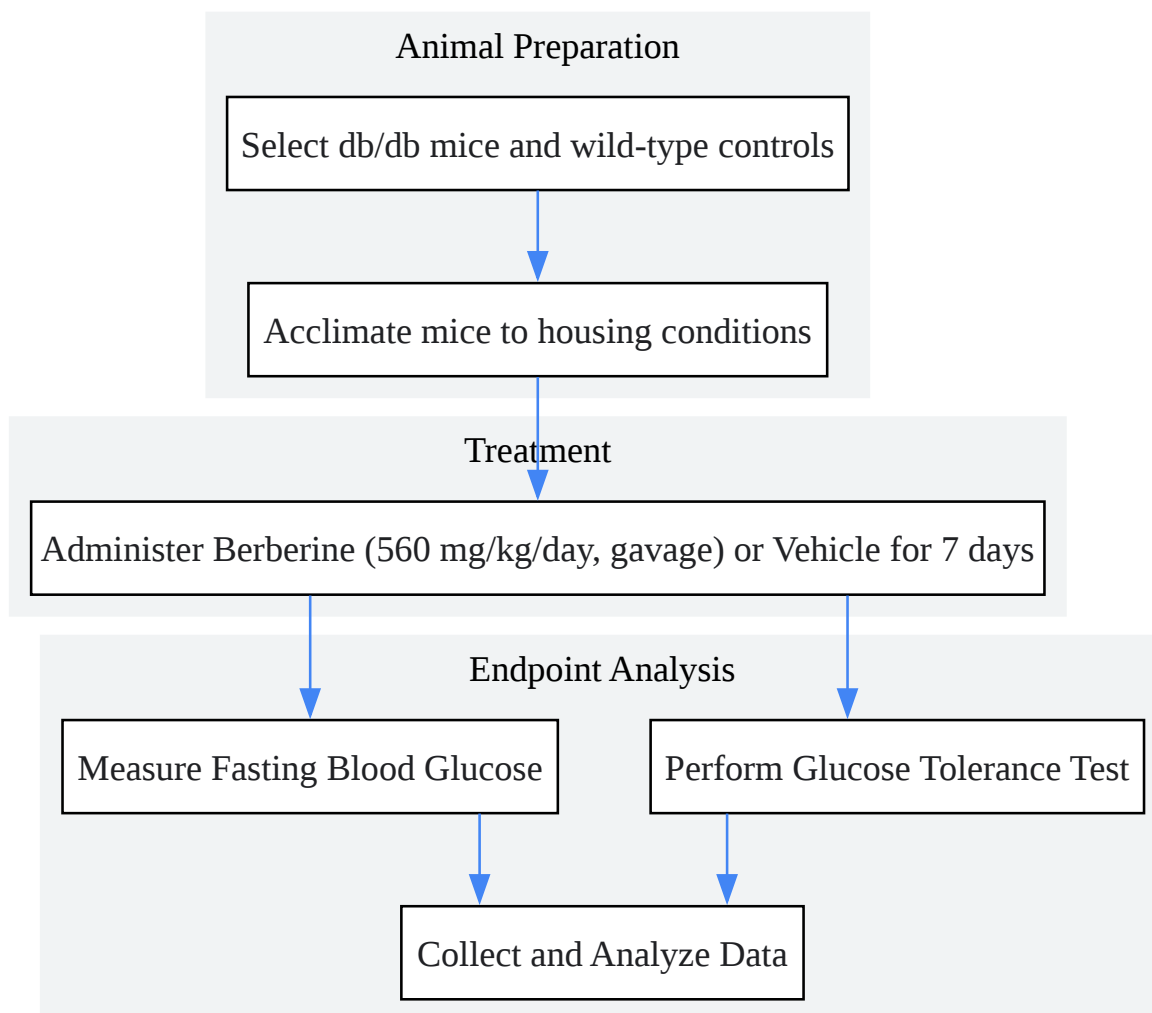 Animal Preparation
Select db/db mice and wild-type controls
Acclimate mice to housing conditions
Treatment
Administer Berberine (560 mg/kg/day, gavage) or Vehicle for 7 days
Endpoint Analysis
Measure Fasting Blood Glucose
Perform Glucose Tolerance Test
Collect and Analyze Data